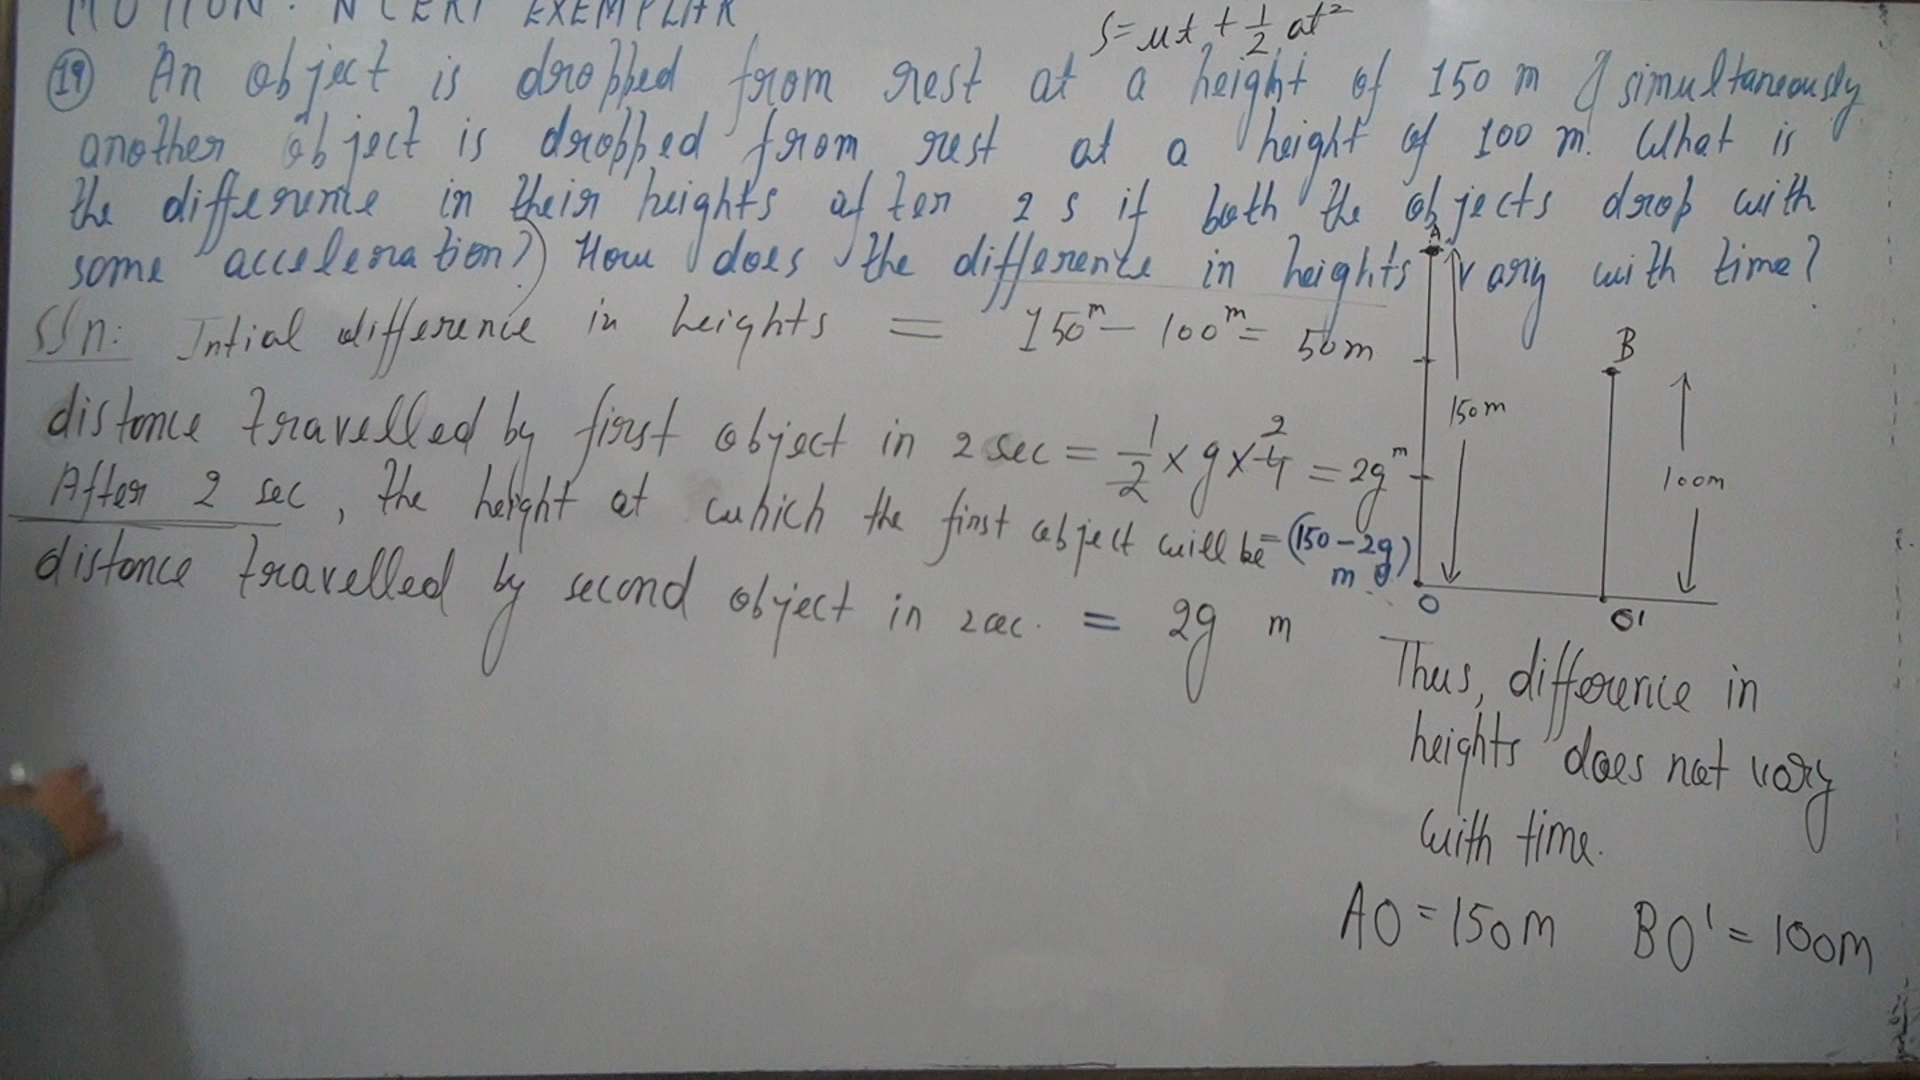 MOTION: NCERT EXEMPLAR
S = ut + 1/2 at²
(19) An object is dropped from rest at a height of 150 m & simultaneously
another object is dropped from rest at a height of 100 m. What is
the difference in their heights after 2 s if both the objects drop with
same acceleration? How does the difference in heights vary with time?
Sln: Intial difference in heights = 150m - 100m = 50m
distance travelled by first object in 2 sec = 1/2 × g × 4 2 = 2g m
After 2 sec, the height at which the first object will be = (150 - 2g) m
distance travelled by second object in 2 sec. = 2g m
A
B
150m
100m
O
O'
Thus, difference in
heights does not vary
with time.
AO = 150m BO' = 100m